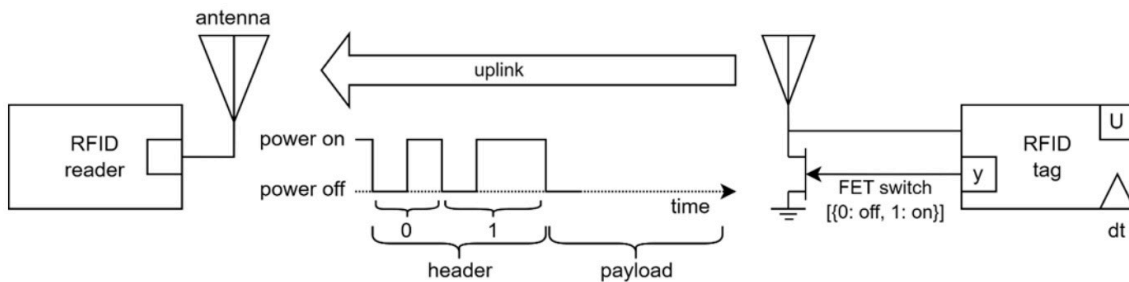 antenna
uplink
RFID
reader
power on
power off
time
0
1
header
payload
FET switch
[{0: off, 1: on}]
y
U
RFID
tag
dt